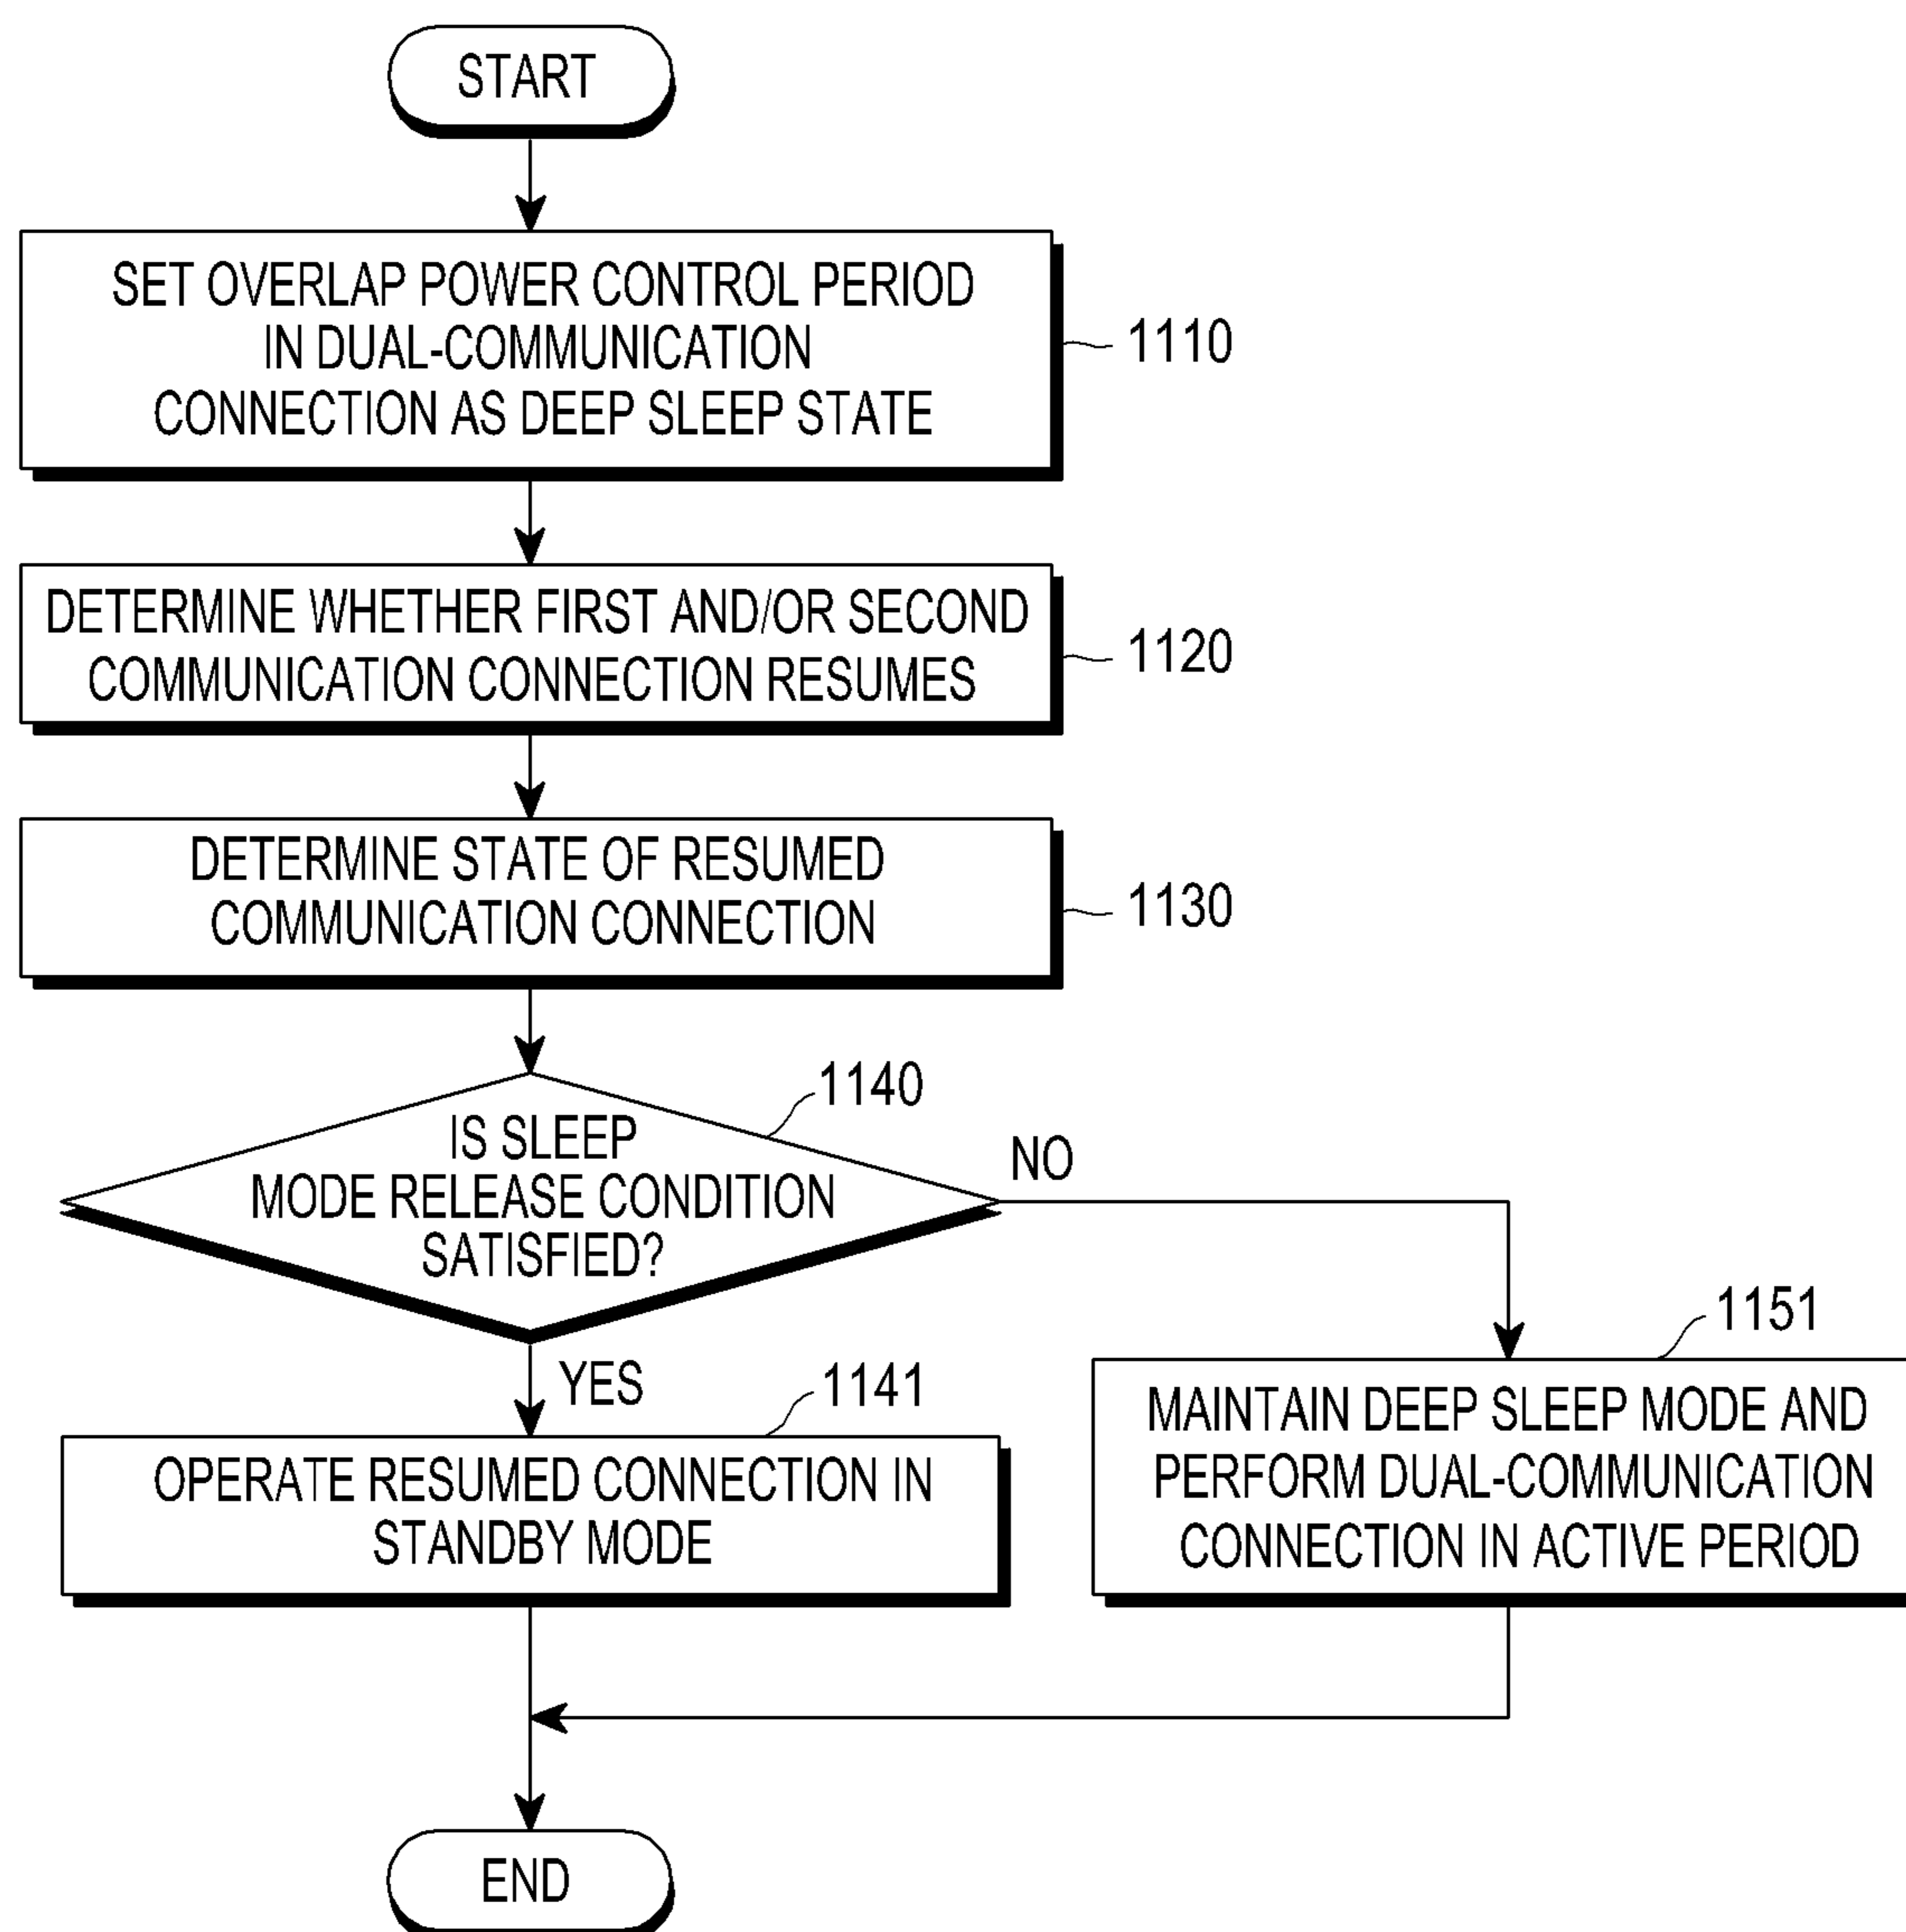 START
SET OVERLAP POWER CONTROL PERIOD
IN DUAL-COMMUNICATION
CONNECTION AS DEEP SLEEP STATE
1110
DETERMINE WHETHER FIRST AND/OR SECOND
COMMUNICATION CONNECTION RESUMES
1120
DETERMINE STATE OF RESUMED
COMMUNICATION CONNECTION
1130
1140
IS SLEEP
MODE RELEASE CONDITION
SATISFIED?
NO
YES
1141
OPERATE RESUMED CONNECTION IN
STANDBY MODE
1151
MAINTAIN DEEP SLEEP MODE AND
PERFORM DUAL-COMMUNICATION
CONNECTION IN ACTIVE PERIOD
END